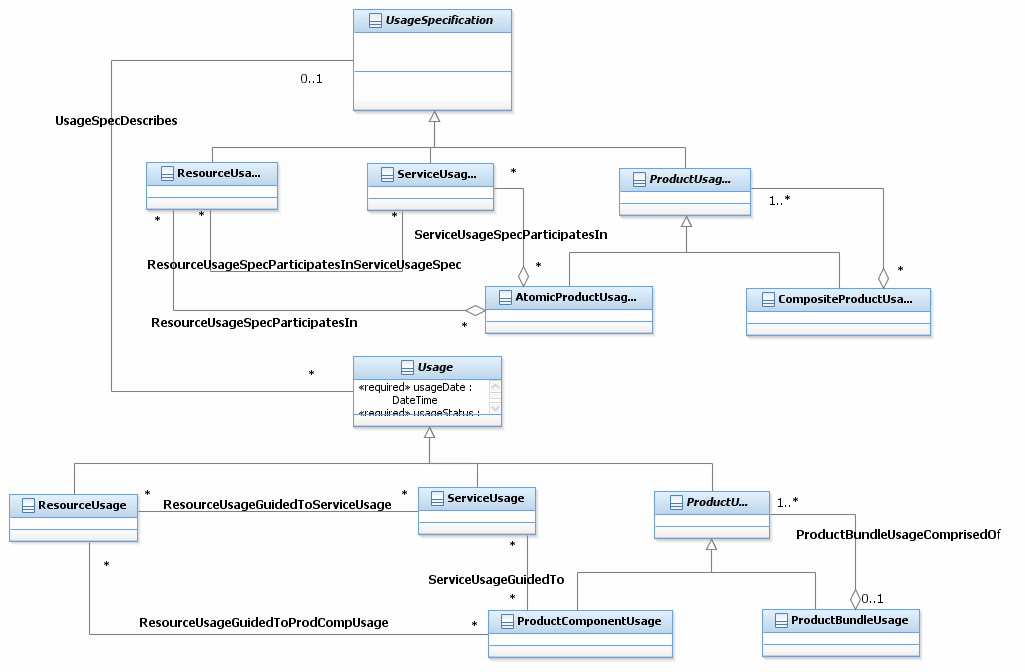 UsageSpecification
0..1
UsageSpecDescribes
ResourceUsa...
ServiceUsag...
*
ProductUsag...
1..*
*
*
*
ServiceUsageSpecParticipatesIn
ResourceUsageSpecParticipatesInServiceUsageSpec
*
*
AtomicProductUsag...
CompositeProductUsa...
ResourceUsageSpecParticipatesIn
*
*
Usage
«required» usageDate :
DateTime
«required» usageStatus :
ResourceUsage
*
ResourceUsageGuidedToServiceUsage
*
ServiceUsage
ProductU...
1..*
ProductBundleUsageComprisedOf
*
*
ServiceUsageGuidedTo
*
0..1
ResourceUsageGuidedToProdCompUsage
*
ProductComponentUsage
ProductBundleUsage